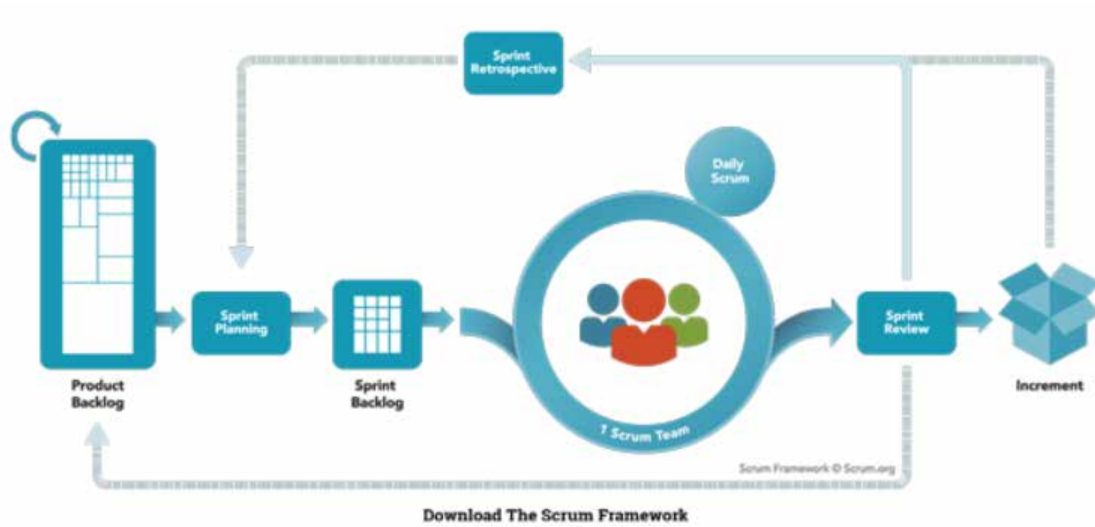 Sprint
Retrospective
Daily
Scrum
Sprint
Planning
Sprint
Review
Product
Backlog
Sprint
Backlog
Increment
1 Scrum Team
Scrum Framework © Scrum.org
Download The Scrum Framework